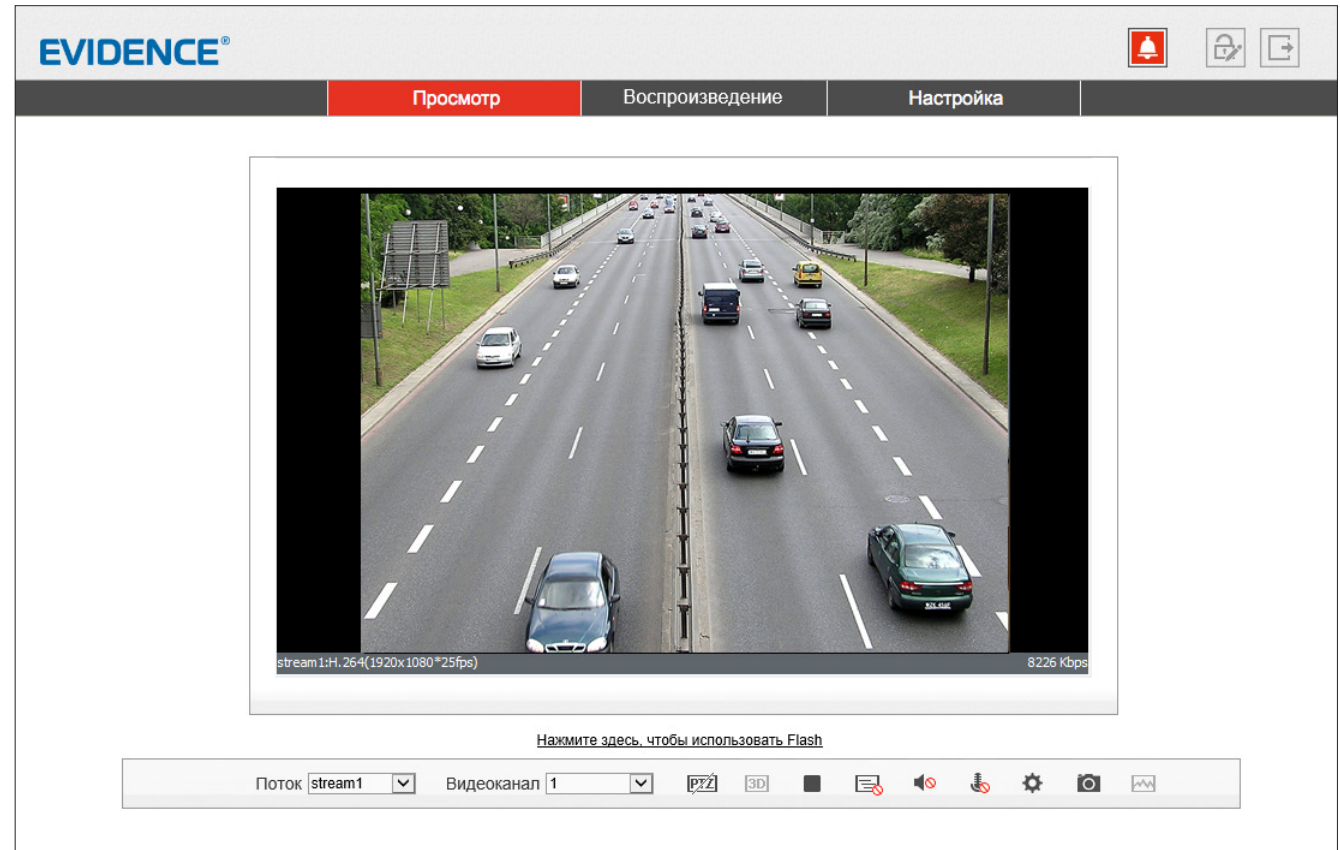 EVIDENCE®
Просмотр Воспроизведение Настройка
stream1:H.264(1920x1080*25fps) 8226 Kbps
Нажмите здесь, чтобы использовать Flash
Поток stream1 Видеоканал 1 PTZ 3D